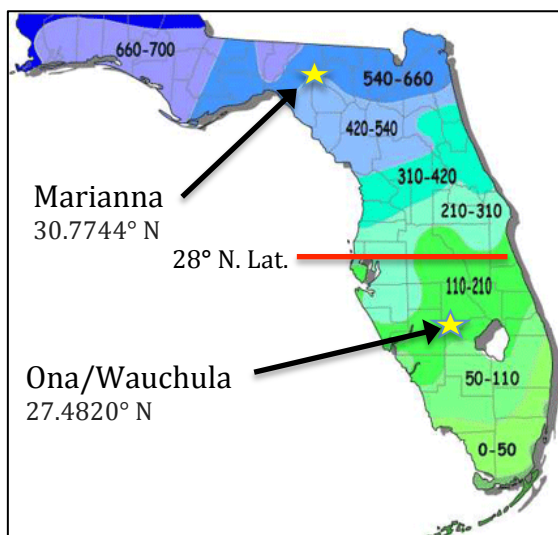 660-700
540-660
420-540
Marianna
30.7744° N
310-420
210-310
28° N. Lat.
110-210
Ona/Wauchula
27.4820° N
50-110
0-50